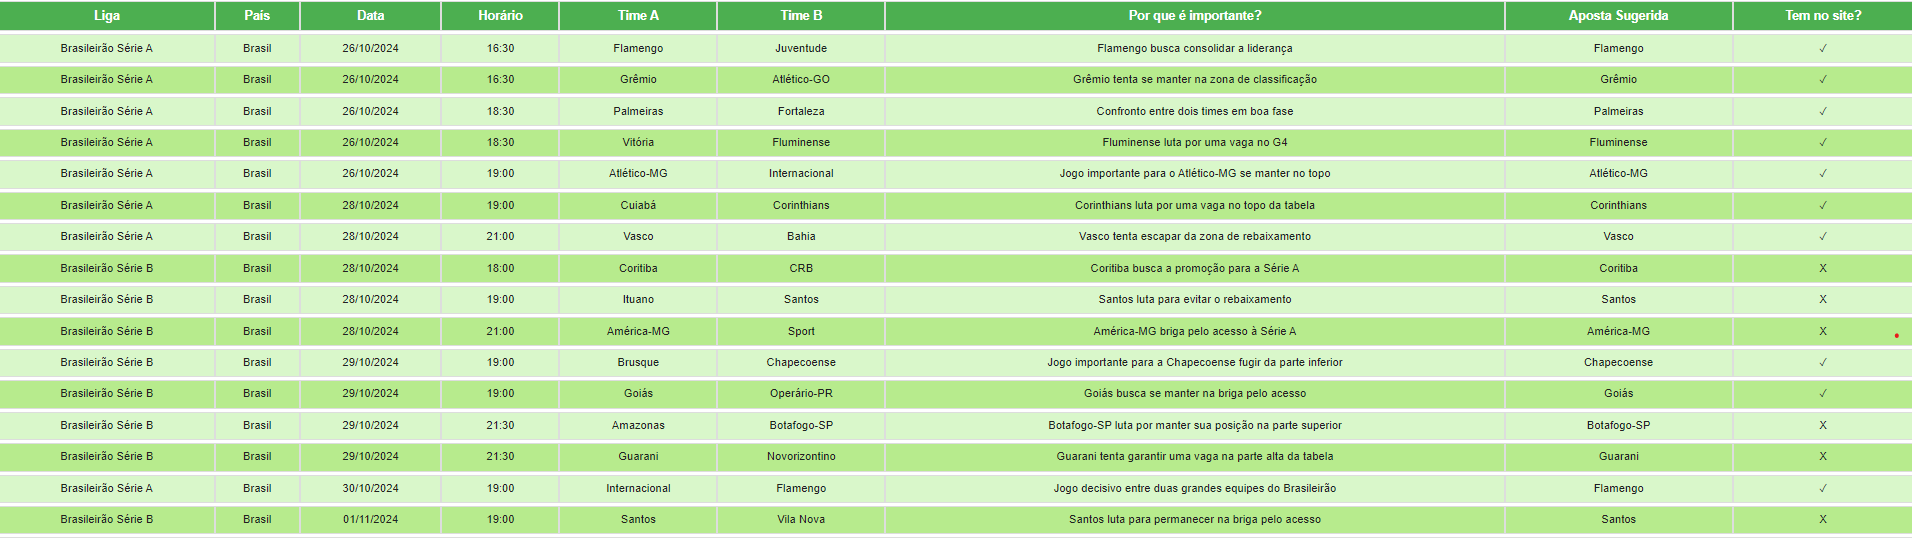 Liga País Data Horário Time A Time B Por que é importante? Aposta Sugerida Tem no site?
Brasileirão Série A Brasil 26/10/2024 16:30 Flamengo Juventude Flamengo busca consolidar a liderança Flamengo ✓
Brasileirão Série A Brasil 26/10/2024 16:30 Grêmio Atlético-GO Grêmio tenta se manter na zona de classificação Grêmio ✓
Brasileirão Série A Brasil 26/10/2024 18:30 Palmeiras Fortaleza Confronto entre dois times em boa fase Palmeiras ✓
Brasileirão Série A Brasil 26/10/2024 18:30 Vitória Fluminense Fluminense luta por uma vaga no G4 Fluminense ✓
Brasileirão Série A Brasil 26/10/2024 19:00 Atlético-MG Internacional Jogo importante para o Atlético-MG se manter no topo Atlético-MG ✓
Brasileirão Série A Brasil 28/10/2024 19:00 Cuiabá Corinthians Corinthians luta por uma vaga no topo da tabela Corinthians ✓
Brasileirão Série A Brasil 28/10/2024 21:00 Vasco Bahia Vasco tenta escapar da zona de rebaixamento Vasco ✓
Brasileirão Série B Brasil 28/10/2024 18:00 Coritiba CRB Coritiba busca a promoção para a Série A Coritiba X
Brasileirão Série B Brasil 28/10/2024 19:00 Ituano Santos Santos luta para evitar o rebaixamento Santos X
Brasileirão Série B Brasil 28/10/2024 21:00 América-MG Sport América-MG briga pelo acesso à Série A América-MG X
Brasileirão Série B Brasil 29/10/2024 19:00 Brusque Chapecoense Jogo importante para a Chapecoense fugir da parte inferior Chapecoense ✓
Brasileirão Série B Brasil 29/10/2024 19:00 Goiás Operário-PR Goiás busca se manter na briga pelo acesso Goiás ✓
Brasileirão Série B Brasil 29/10/2024 21:30 Amazonas Botafogo-SP Botafogo-SP luta por manter sua posição na parte superior Botafogo-SP X
Brasileirão Série B Brasil 29/10/2024 21:30 Guarani Novorizontino Guarani tenta garantir uma vaga na parte alta da tabela Guarani X
Brasileirão Série A Brasil 30/10/2024 19:00 Internacional Flamengo Jogo decisivo entre duas grandes equipes do Brasileirão Flamengo ✓
Brasileirão Série B Brasil 01/11/2024 19:00 Santos Vila Nova Santos luta para permanecer na briga pelo acesso Santos X